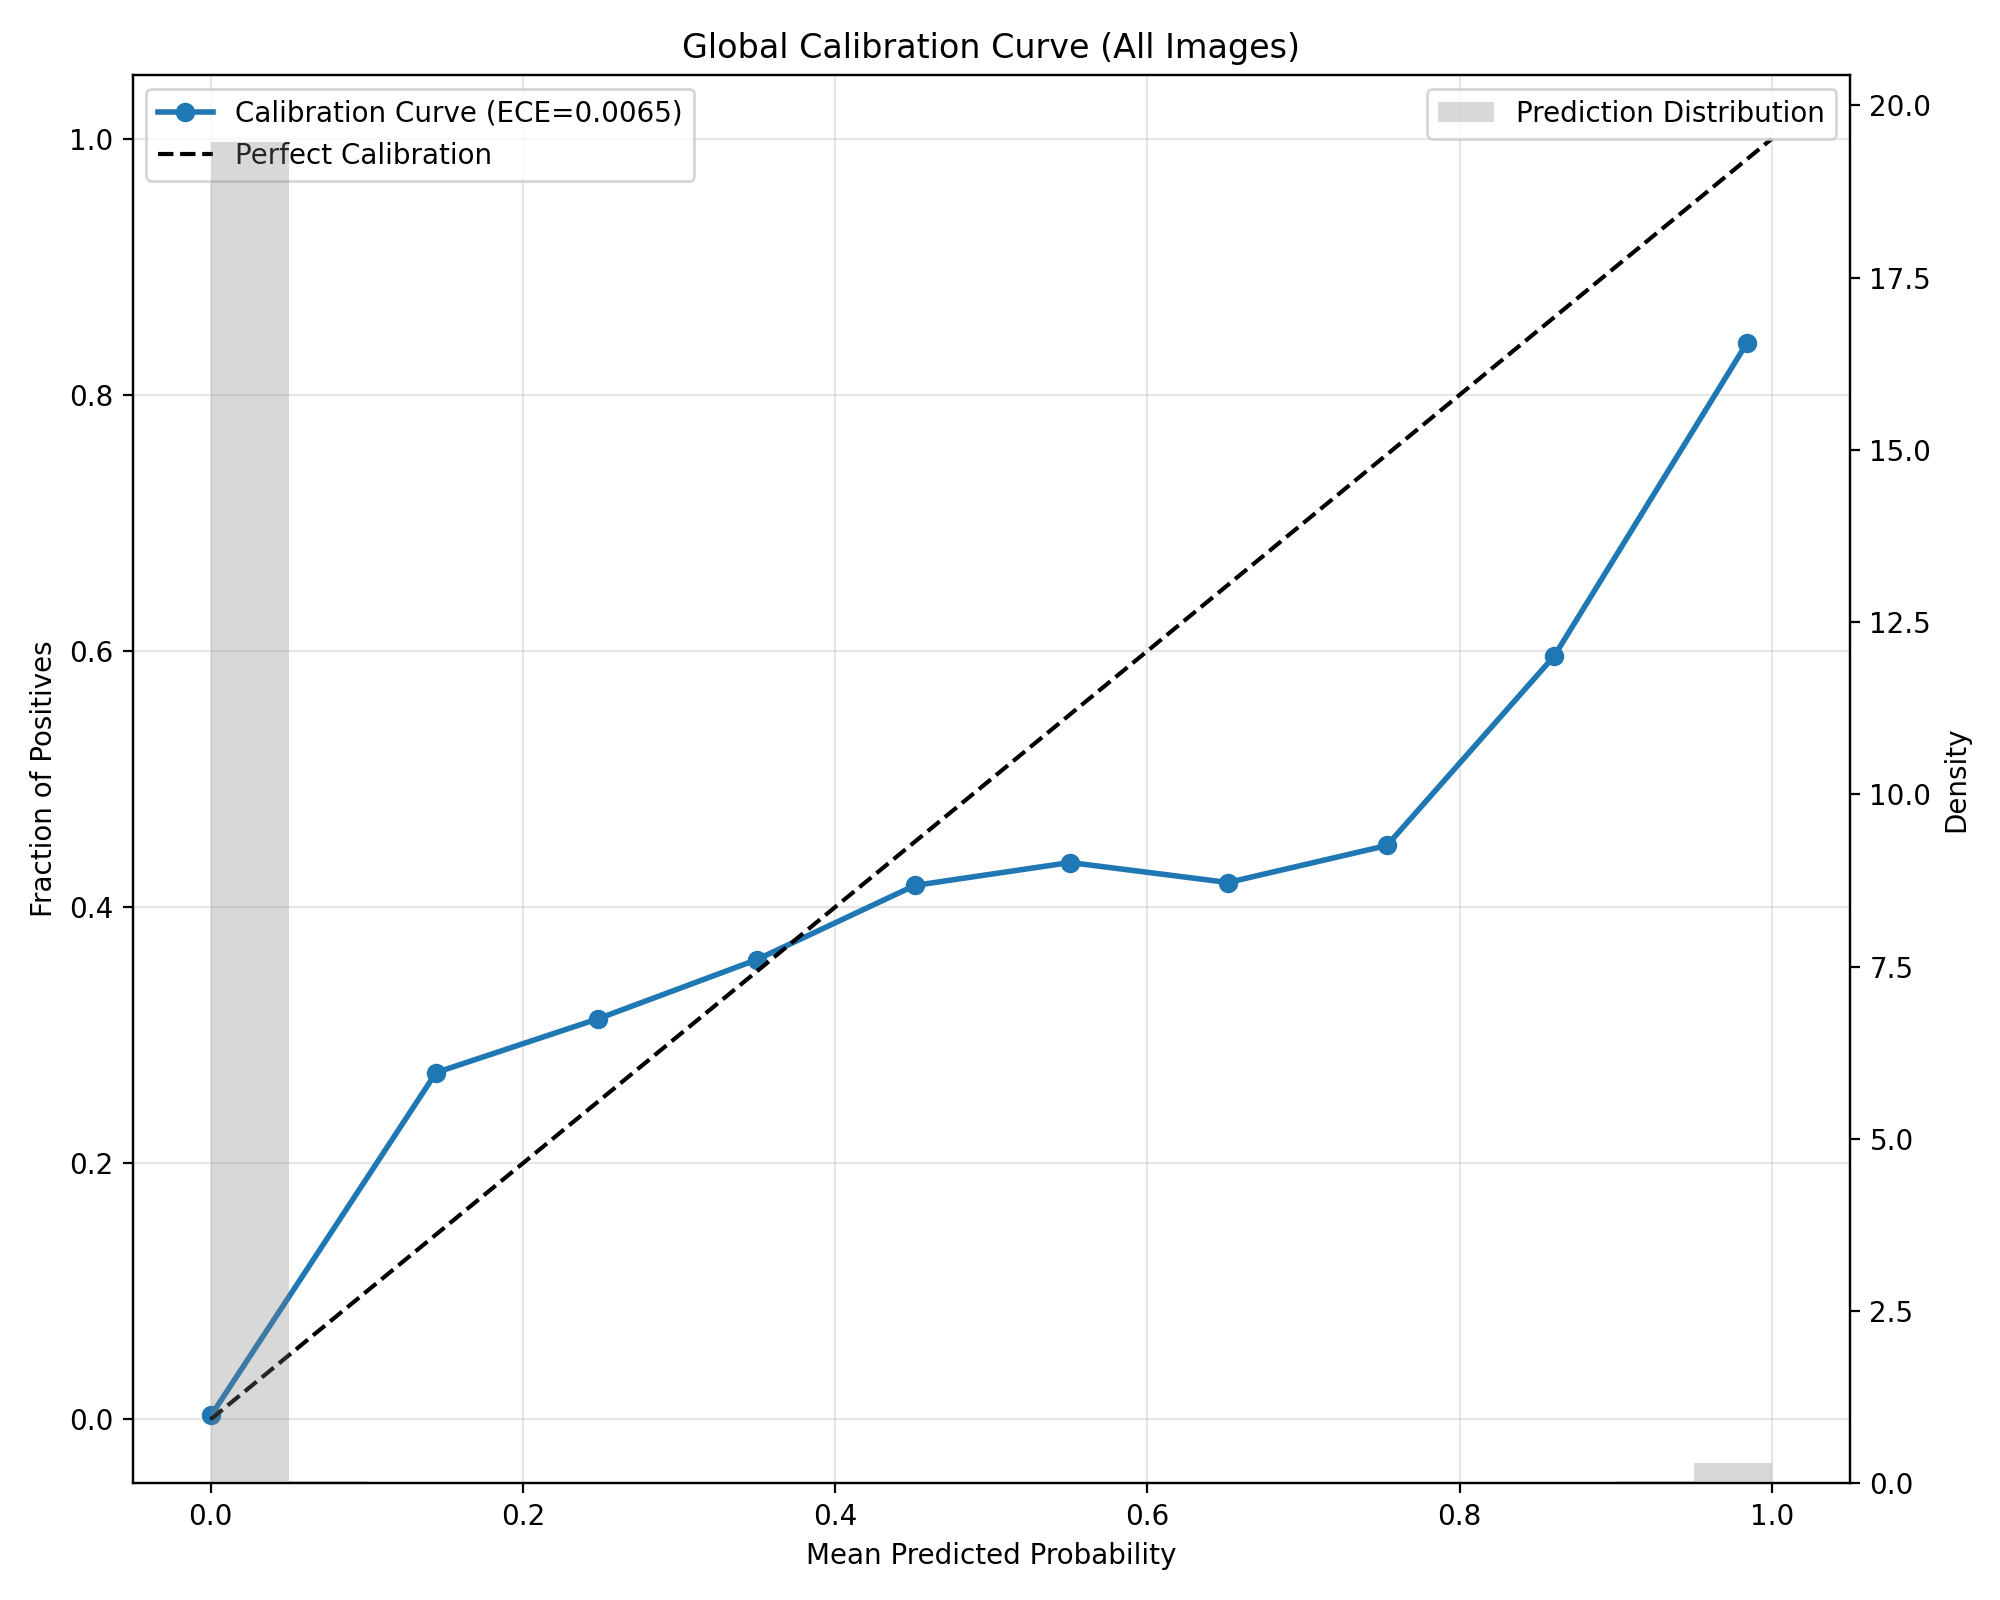 Global Calibration Curve (All Images)
Calibration Curve (ECE=0.0065)
Perfect Calibration
Prediction Distribution
Fraction of Positives
1.0
0.8
0.6
0.4
0.2
0.0
20.0
17.5
15.0
12.5
10.0
7.5
5.0
2.5
0.0
Density
0.0 0.2 0.4 0.6 0.8 1.0
Mean Predicted Probability